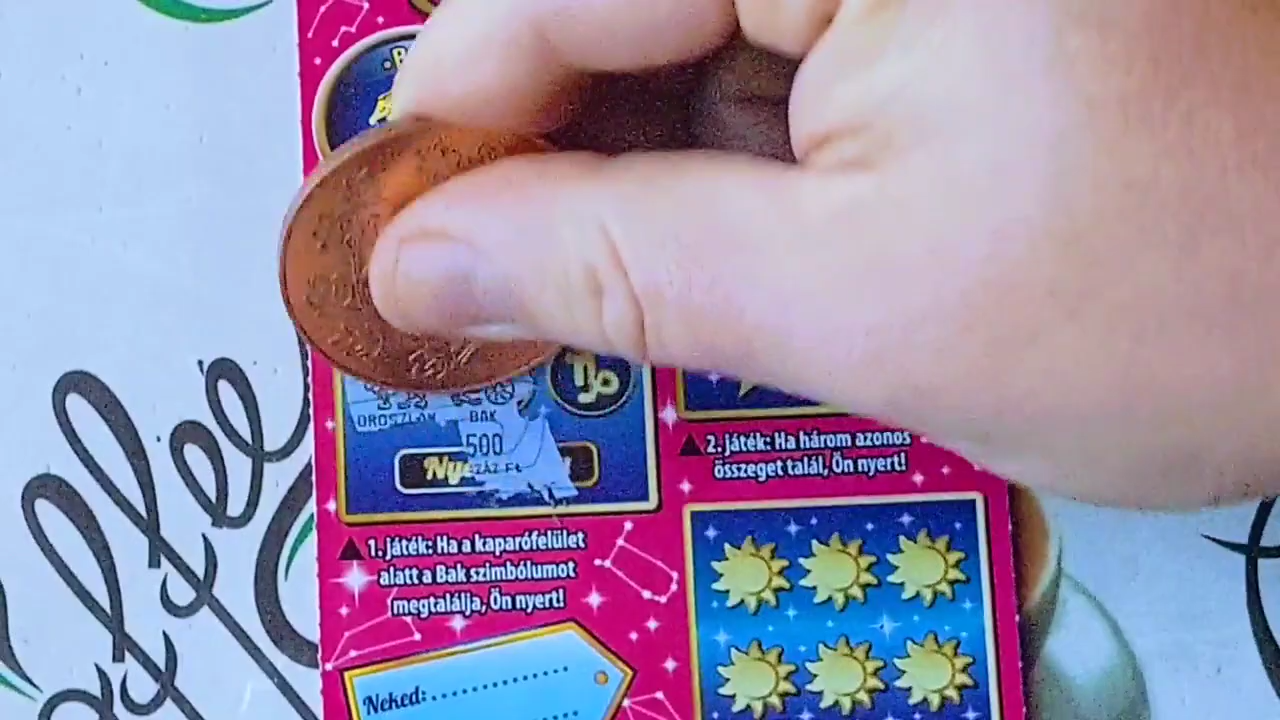 OROSZLÁN BAK
500
1. játék: Ha a kaparófelület
alatt a Bak szimbólumot
megtalálja, Ön nyert!
2. játék: Ha három azonos
összeget talál, Ön nyert!
Neked: